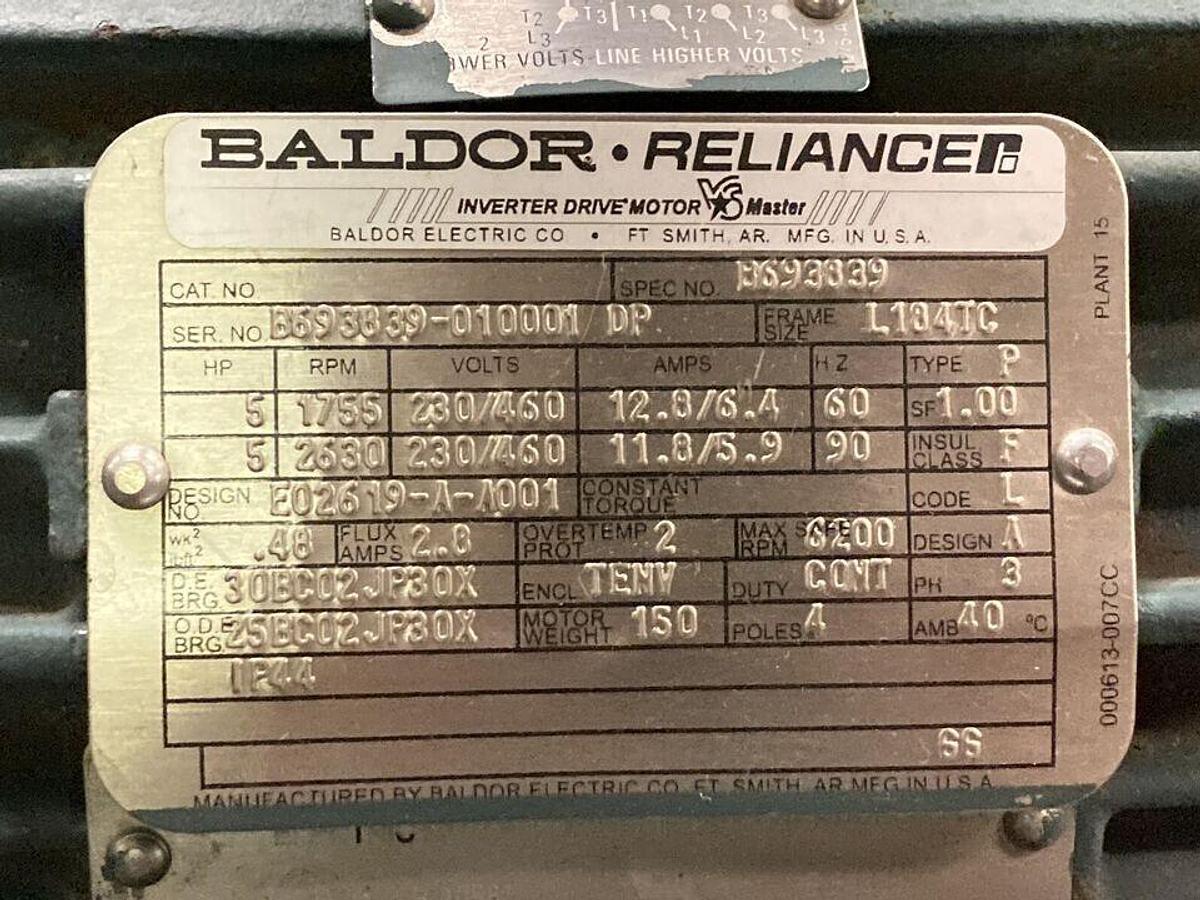 T2 T3 T1 T2 T3
2 L3 L1 L2 L3
WER VOLTS LINE HIGHER VOLTS
BALDOR • RELIANCE
INVERTER DRIVE MOTOR VS Master
BALDOR ELECTRIC CO • FT SMITH, AR. MFG. IN U.S.A.
CAT. NO SPEC NO. B693839
SER. NO. B693839-010001 DP FRAME SIZE L184TC
HP RPM VOLTS AMPS HZ TYPE P
5 1755 230/460 12.8/6.4 60 SF 1.00
5 2630 230/460 11.8/5.9 90 INSUL CLASS F
DESIGN NO. E02619-A-A001 CONSTANT TORQUE CODE L
WK² lbft² .48 FLUX AMPS 2.8 OVERTEMP PROT 2 MAX SAFE RPM 6200 DESIGN A
D.E. BRG. 30BC02JP30X ENCL TENV DUTY CONT PH 3
O.D.E. BRG. 25BC02JP30X MOTOR WEIGHT 150 POLES 4 AMB 40 °C
IP44
GG
MANUFACTURED BY BALDOR ELECTRIC CO. FT. SMITH, AR MFG IN U.S.A.
PLANT 15
000613-007CC